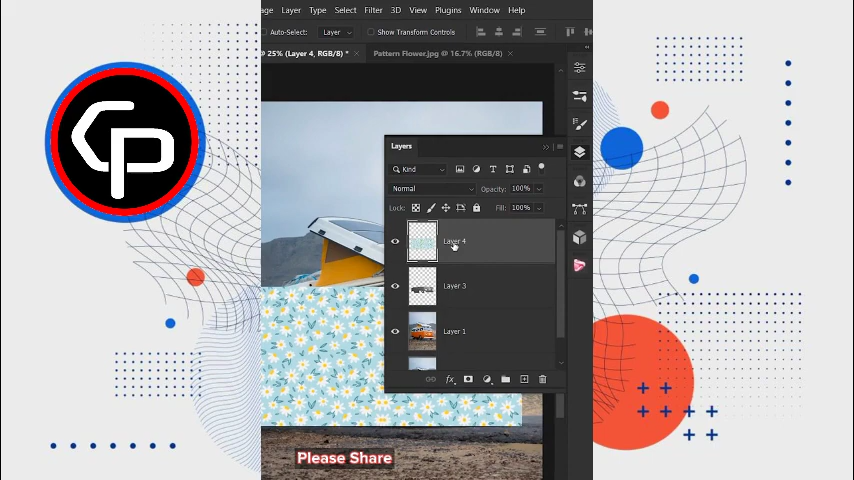 CP
age Layer Type Select Filter 3D View Plugins Window Help
Auto-Select: Layer Show Transform Controls
@ 25% (Layer 4, RGB/8) * × Pattern Flower.jpg @ 16.7% (RGB/8) ×
Layers
Kind
Normal Opacity: 100%
Lock: Fill: 100%
Layer 4
Layer 3
Layer 1
fx
Please Share